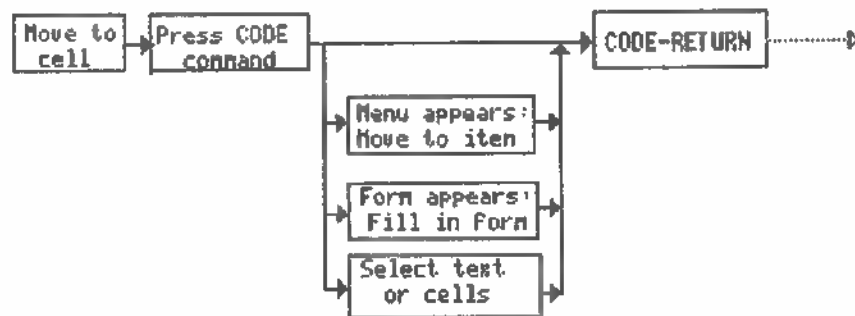 Move to
cell
Press CODE
command
CODE-RETURN
Menu appears:
Move to item
Form appears:
Fill in form
Select text
or cells